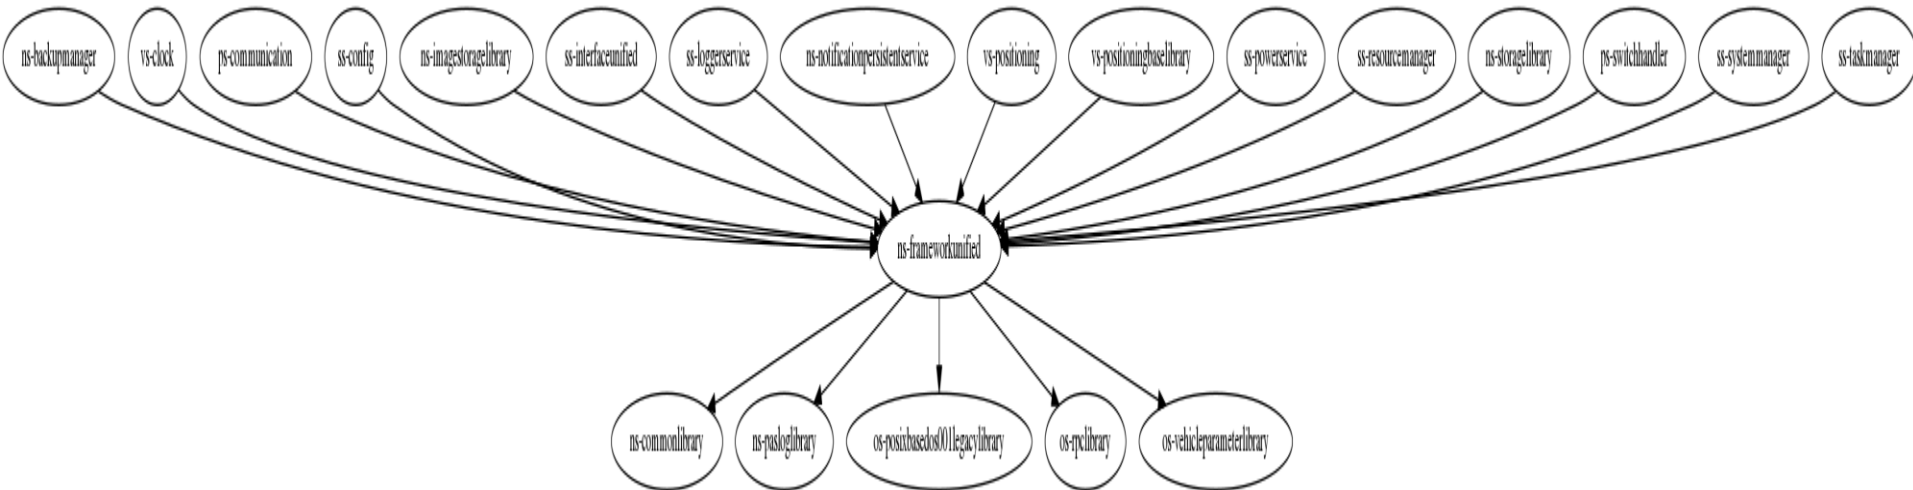 ns-backupmanager
vs-clock
ps-communication
ss-config
ns-imagestoragelibrary
ss-interfaceunified
ss-loggerservice
ns-notificationpersistentservice
vs-positioning
vs-positioningbaselibrary
ss-powerservice
ss-resourcemanager
ns-storagelibrary
ps-switchhandler
ss-systemmanager
ss-taskmanager
ns-frameworkunified
ns-commonlibrary
ns-pasloglibrary
os-posixbasedos001legacylibrary
os-rpclibrary
os-vehicleparameterlibrary